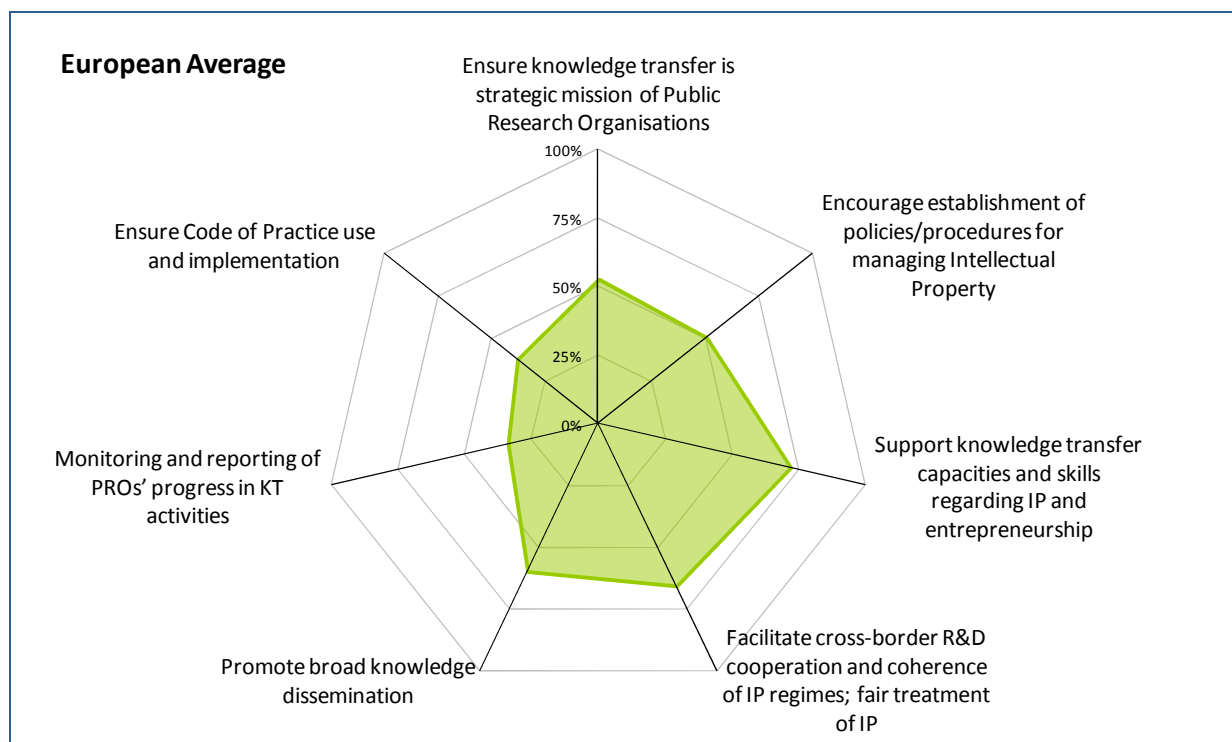 European Average
Ensure knowledge transfer is
strategic mission of Public
Research Organisations
100%
75%
50%
25%
0%
Encourage establishment of
policies/procedures for
managing Intellectual
Property
Support knowledge transfer
capacities and skills
regarding IP and
entrepreneurship
Facilitate cross-border R&D
cooperation and coherence
of IP regimes; fair treatment
of IP
Promote broad knowledge
dissemination
Monitoring and reporting of
PROs’ progress in KT
activities
Ensure Code of Practice use
and implementation